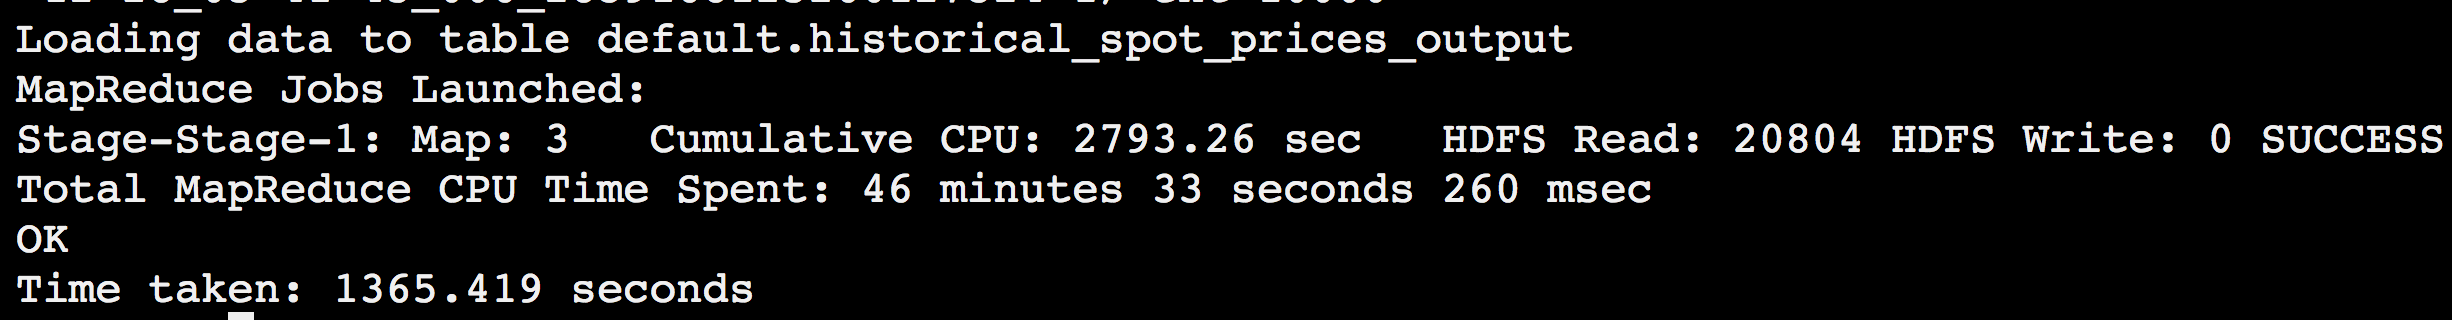 Loading data to table default.historical_spot_prices_output
MapReduce Jobs Launched:
Stage-Stage-1: Map: 3   Cumulative CPU: 2793.26 sec   HDFS Read: 20804 HDFS Write: 0 SUCCESS
Total MapReduce CPU Time Spent: 46 minutes 33 seconds 260 msec
OK
Time taken: 1365.419 seconds